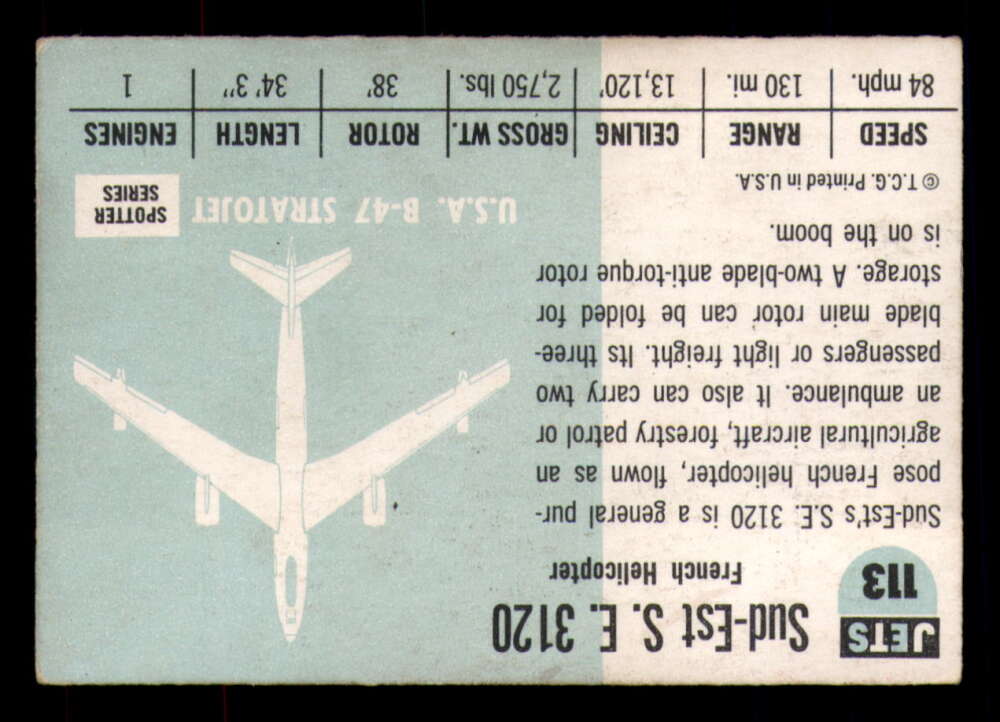 JETS
113
Sud-Est S. E. 3120
French Helicopter
Sud-Est's S.E. 3120 is a general pur-
pose French helicopter, flown as an
agricultural aircraft, forestry patrol or
an ambulance. It also can carry two
passengers or light freight. Its three-
blade main rotor can be folded for
storage. A two-blade anti-torque rotor
is on the boom.
© T.C.G. Printed in U.S.A.
U.S.A. B-47 STRATOJET
SPOTTER
SERIES
SPEED RANGE CEILING GROSS WT. ROTOR LENGTH ENGINES
84 mph. 130 mi. 13,120' 2,750 lbs. 38' 34'3" 1